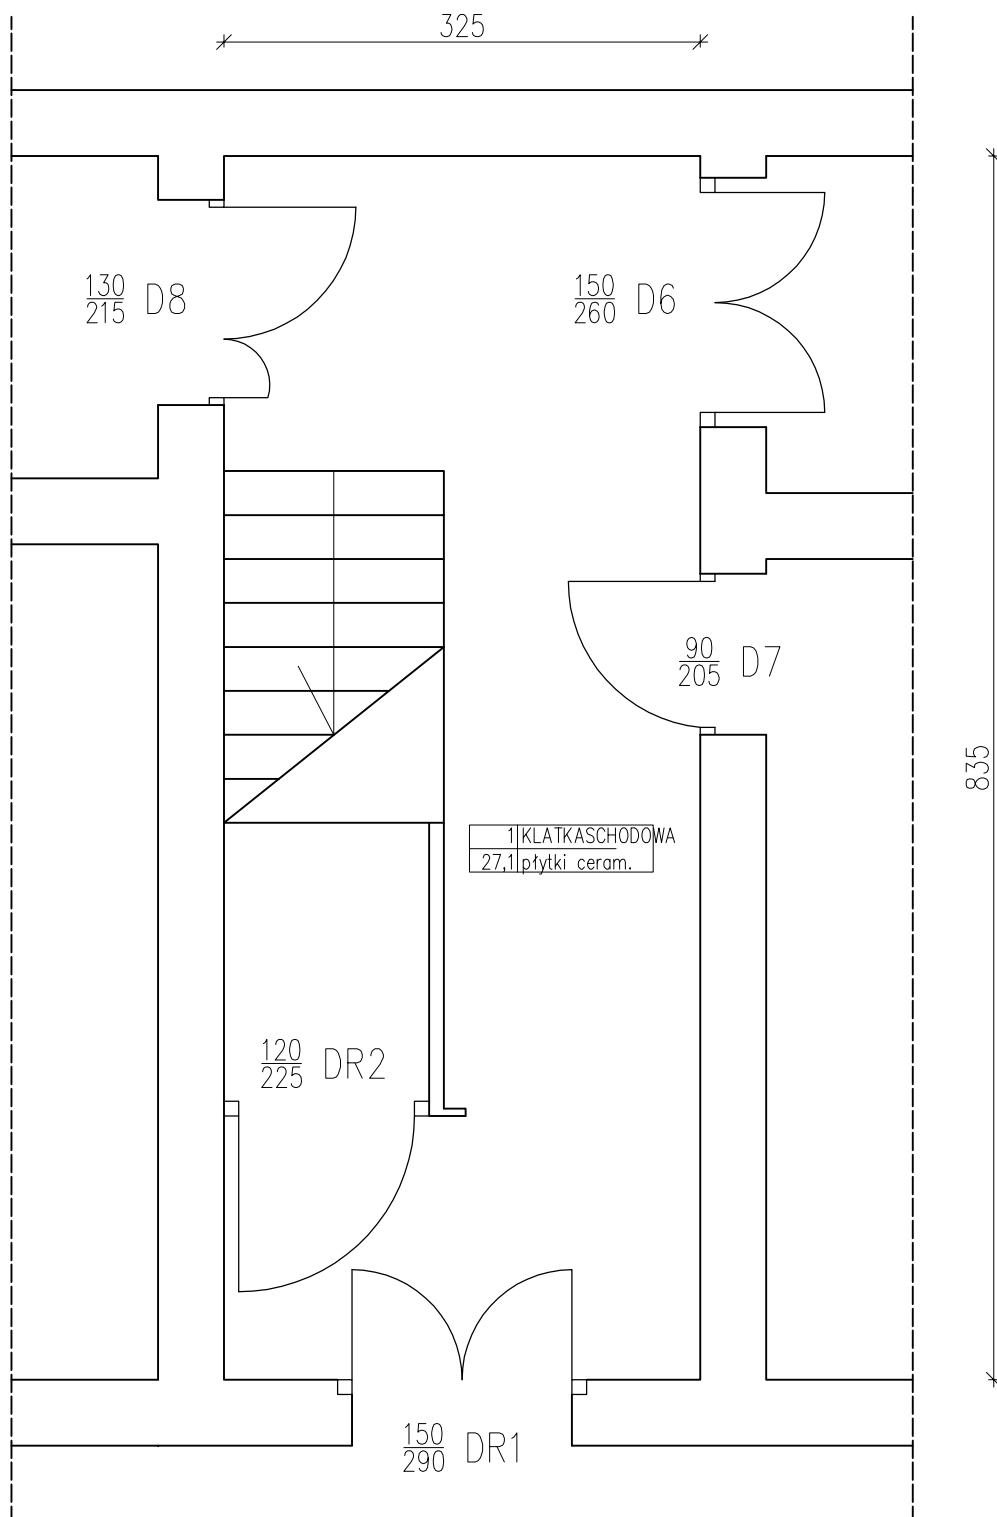 325
130
215 D8
150
260 D6
90
205 D7
835
1 KLATKASCHODOWA
27,1 płytki ceram.
120
225 DR2
150
290 DR1